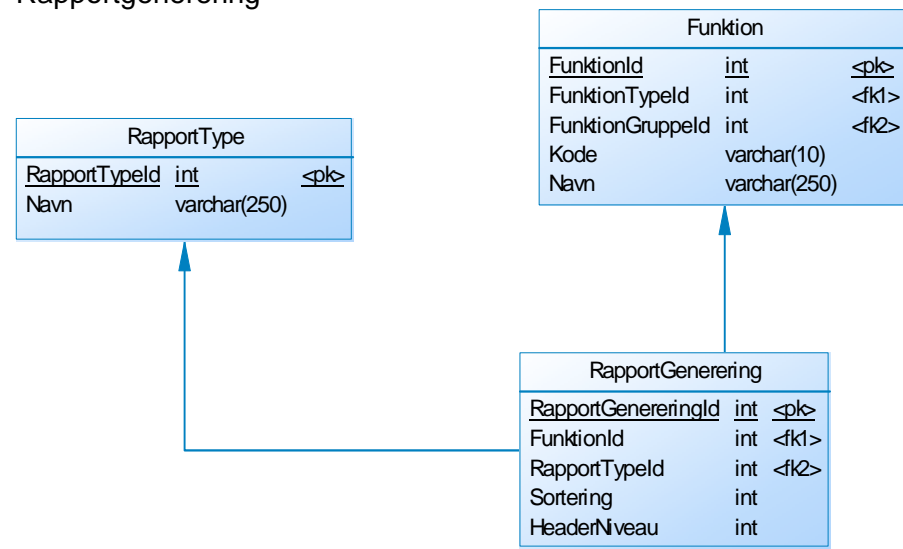 Rapportgenerering
Funktion
FunktionId int <pk>
FunktionTypeId int <fk1>
FunktionGruppeId int <fk2>
Kode varchar(10)
Navn varchar(250)
RapportType
RapportTypeId int <pk>
Navn varchar(250)
RapportGenerering
RapportGenereringId int <pk>
FunktionId int <fk1>
RapportTypeId int <fk2>
Sortering int
HeaderNiveau int